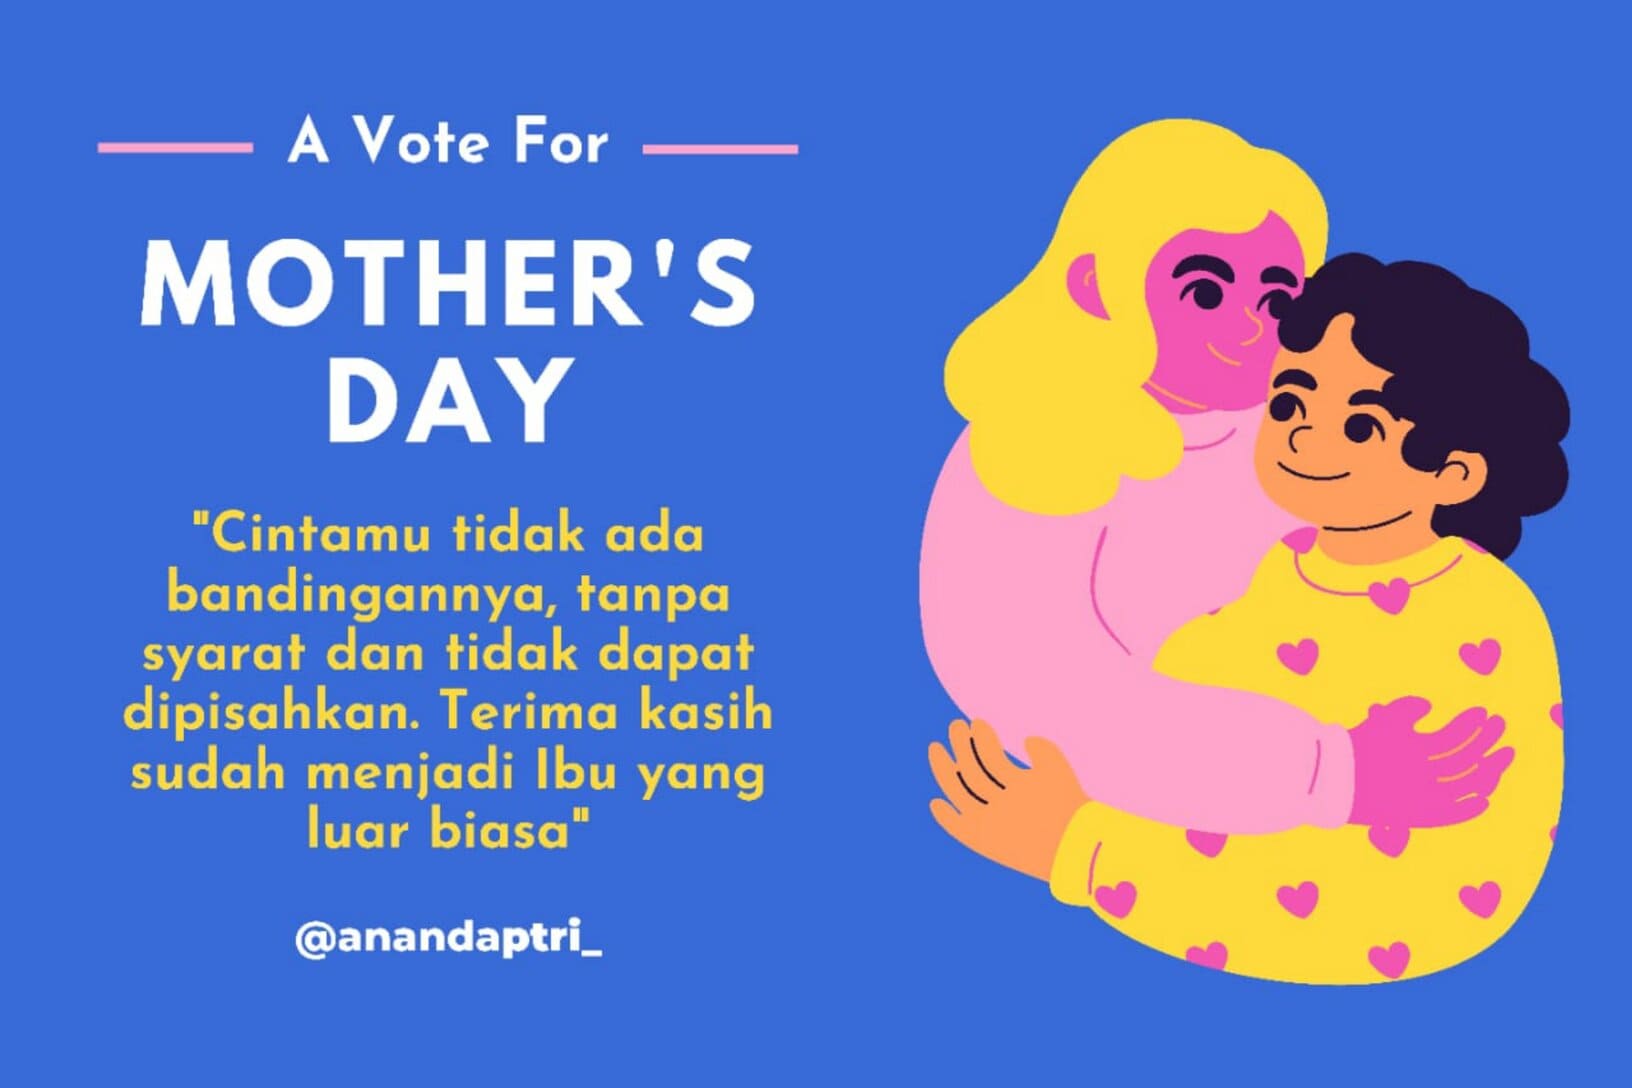 A Vote For
MOTHER'S
DAY
"Cintamu tidak ada
bandingannya, tanpa
syarat dan tidak dapat
dipisahkan. Terima kasih
sudah menjadi Ibu yang
luar biasa"
@anandaptri_